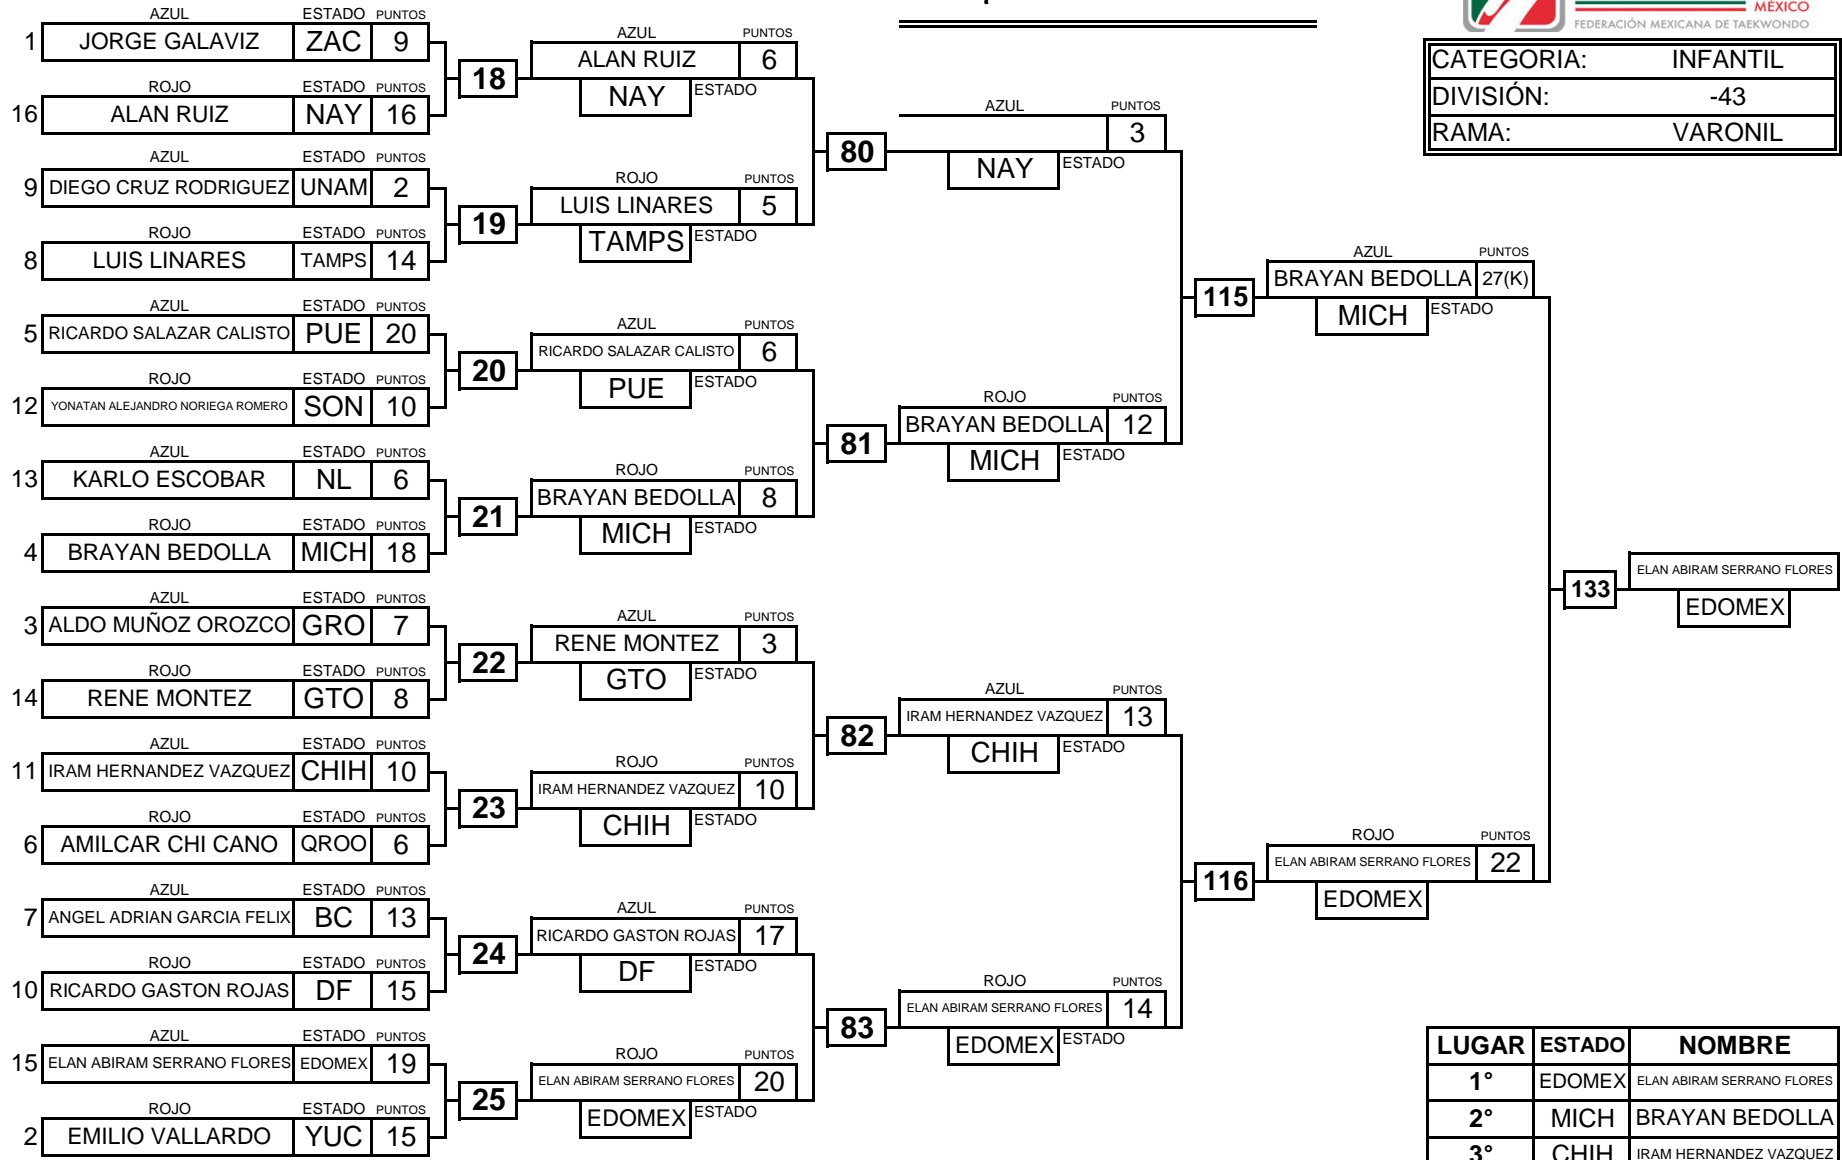 MÉXICO
FEDERACIÓN MEXICANA DE TAEKWONDO
CATEGORIA: INFANTIL
DIVISIÓN: -43
RAMA: VARONIL
AZUL ESTADO PUNTOS
1 JORGE GALAVIZ ZAC 9
ROJO ESTADO PUNTOS
16 ALAN RUIZ NAY 16
AZUL ESTADO PUNTOS
9 DIEGO CRUZ RODRIGUEZ UNAM 2
ROJO ESTADO PUNTOS
8 LUIS LINARES TAMPS 14
AZUL ESTADO PUNTOS
5 RICARDO SALAZAR CALISTO PUE 20
ROJO ESTADO PUNTOS
12 YONATAN ALEJANDRO NORIEGA ROMERO SON 10
AZUL ESTADO PUNTOS
13 KARLO ESCOBAR NL 6
ROJO ESTADO PUNTOS
4 BRAYAN BEDOLLA MICH 18
AZUL ESTADO PUNTOS
3 ALDO MUÑOZ OROZCO GRO 7
ROJO ESTADO PUNTOS
14 RENE MONTEZ GTO 8
AZUL ESTADO PUNTOS
11 IRAM HERNANDEZ VAZQUEZ CHIH 10
ROJO ESTADO PUNTOS
6 AMILCAR CHI CANO QROO 6
AZUL ESTADO PUNTOS
7 ANGEL ADRIAN GARCIA FELIX BC 13
ROJO ESTADO PUNTOS
10 RICARDO GASTON ROJAS DF 15
AZUL ESTADO PUNTOS
15 ELAN ABIRAM SERRANO FLORES EDOMEX 19
ROJO ESTADO PUNTOS
2 EMILIO VALLARDO YUC 15
18
19
20
21
22
23
24
25
AZUL PUNTOS
ALAN RUIZ 6
NAY ESTADO
ROJO PUNTOS
LUIS LINARES 5
TAMPS ESTADO
AZUL PUNTOS
RICARDO SALAZAR CALISTO 6
PUE ESTADO
ROJO PUNTOS
BRAYAN BEDOLLA 8
MICH ESTADO
AZUL PUNTOS
RENE MONTEZ 3
GTO ESTADO
ROJO PUNTOS
IRAM HERNANDEZ VAZQUEZ 10
CHIH ESTADO
AZUL PUNTOS
RICARDO GASTON ROJAS 17
DF ESTADO
ROJO PUNTOS
ELAN ABIRAM SERRANO FLORES 20
EDOMEX ESTADO
80
81
82
83
AZUL PUNTOS
3
NAY ESTADO
ROJO PUNTOS
BRAYAN BEDOLLA 12
MICH ESTADO
AZUL PUNTOS
IRAM HERNANDEZ VAZQUEZ 13
CHIH ESTADO
ROJO PUNTOS
ELAN ABIRAM SERRANO FLORES 14
EDOMEX ESTADO
115
116
AZUL PUNTOS
BRAYAN BEDOLLA 27(K)
MICH ESTADO
ROJO PUNTOS
ELAN ABIRAM SERRANO FLORES 22
EDOMEX
133
ELAN ABIRAM SERRANO FLORES
EDOMEX
LUGAR ESTADO NOMBRE
1° EDOMEX ELAN ABIRAM SERRANO FLORES
2° MICH BRAYAN BEDOLLA
3° CHIH IRAM HERNANDEZ VAZQUEZ